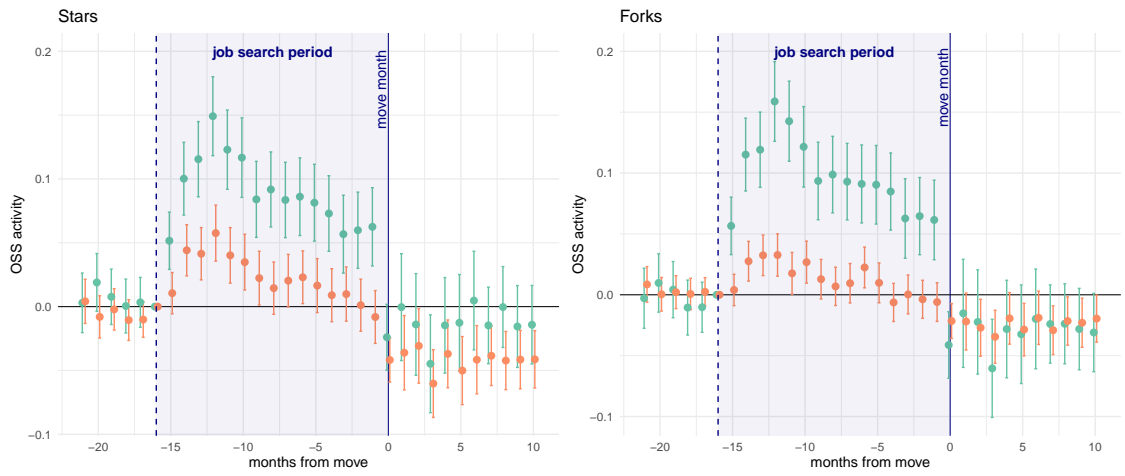 Stars
OSS activity
0.2
0.1
0.0
−0.1
job search period
move month
−20
−15
−10
−5
0
5
10
months from move
Forks
OSS activity
0.2
0.1
0.0
−0.1
job search period
move month
−20
−15
−10
−5
0
5
10
months from move